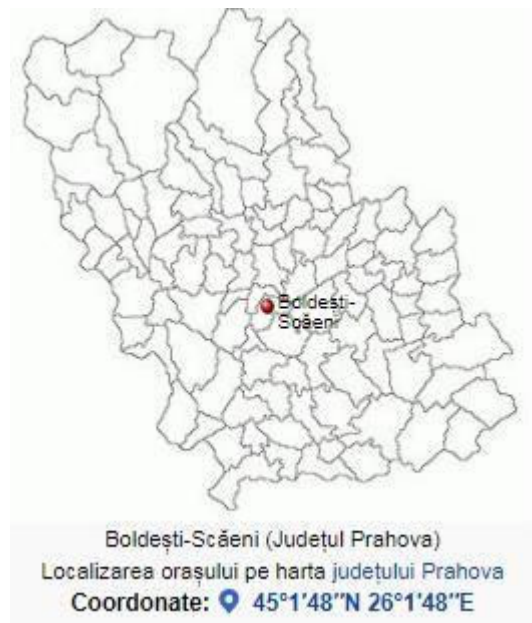 Boldești-
Scăeni
Boldești-Scăeni (Județul Prahova)
Localizarea orașului pe harta județului Prahova
Coordonate: 45°1′48″N 26°1′48″E